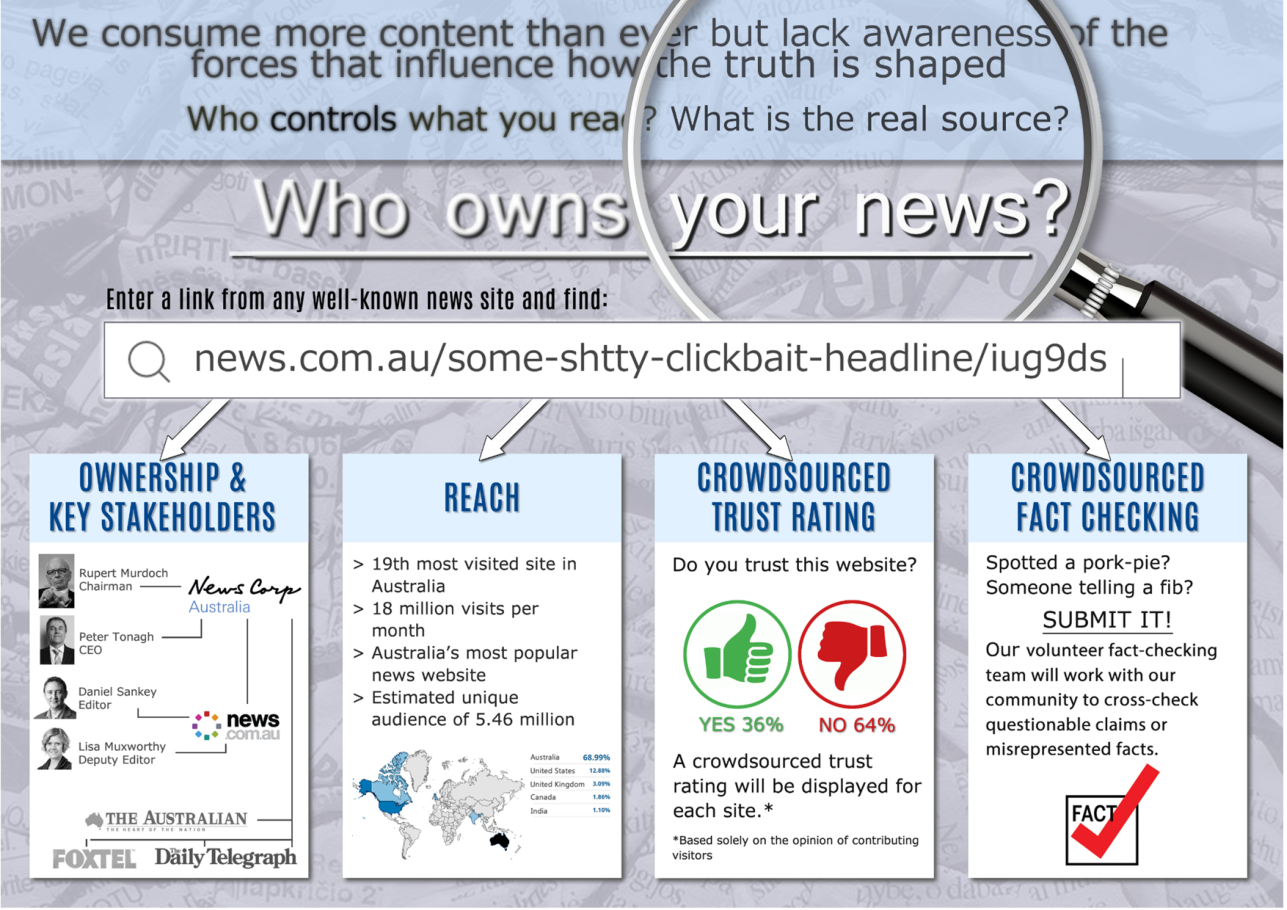 We consume more content than ever but lack awareness of the
forces that influence how the truth is shaped
Who controls what you read? What is the real source?
Who owns your news?
Enter a link from any well-known news site and find:
news.com.au/some-shtty-clickbait-headline/iug9ds
OWNERSHIP &
KEY STAKEHOLDERS
Rupert Murdoch
Chairman
News Corp
Australia
Peter Tonagh
CEO
Daniel Sankey
Editor
news
.com.au
Lisa Muxworthy
Deputy Editor
THE AUSTRALIAN
THE HEART OF THE NATION
FOXTEL
The Daily Telegraph
REACH
> 19th most visited site in
Australia
> 18 million visits per
month
> Australia's most popular
news website
> Estimated unique
audience of 5.46 million
Australia 68.99%
United States 12.88%
United Kingdom 3.09%
Canada 1.86%
India 1.10%
CROWDSOURCED
TRUST RATING
Do you trust this website?
YES 36% NO 64%
A crowdsourced trust
rating will be displayed for
each site.*
*Based solely on the opinion of contributing
visitors
CROWDSOURCED
FACT CHECKING
Spotted a pork-pie?
Someone telling a fib?
SUBMIT IT!
Our volunteer fact-checking
team will work with our
community to cross-check
questionable claims or
misrepresented facts.
FACT